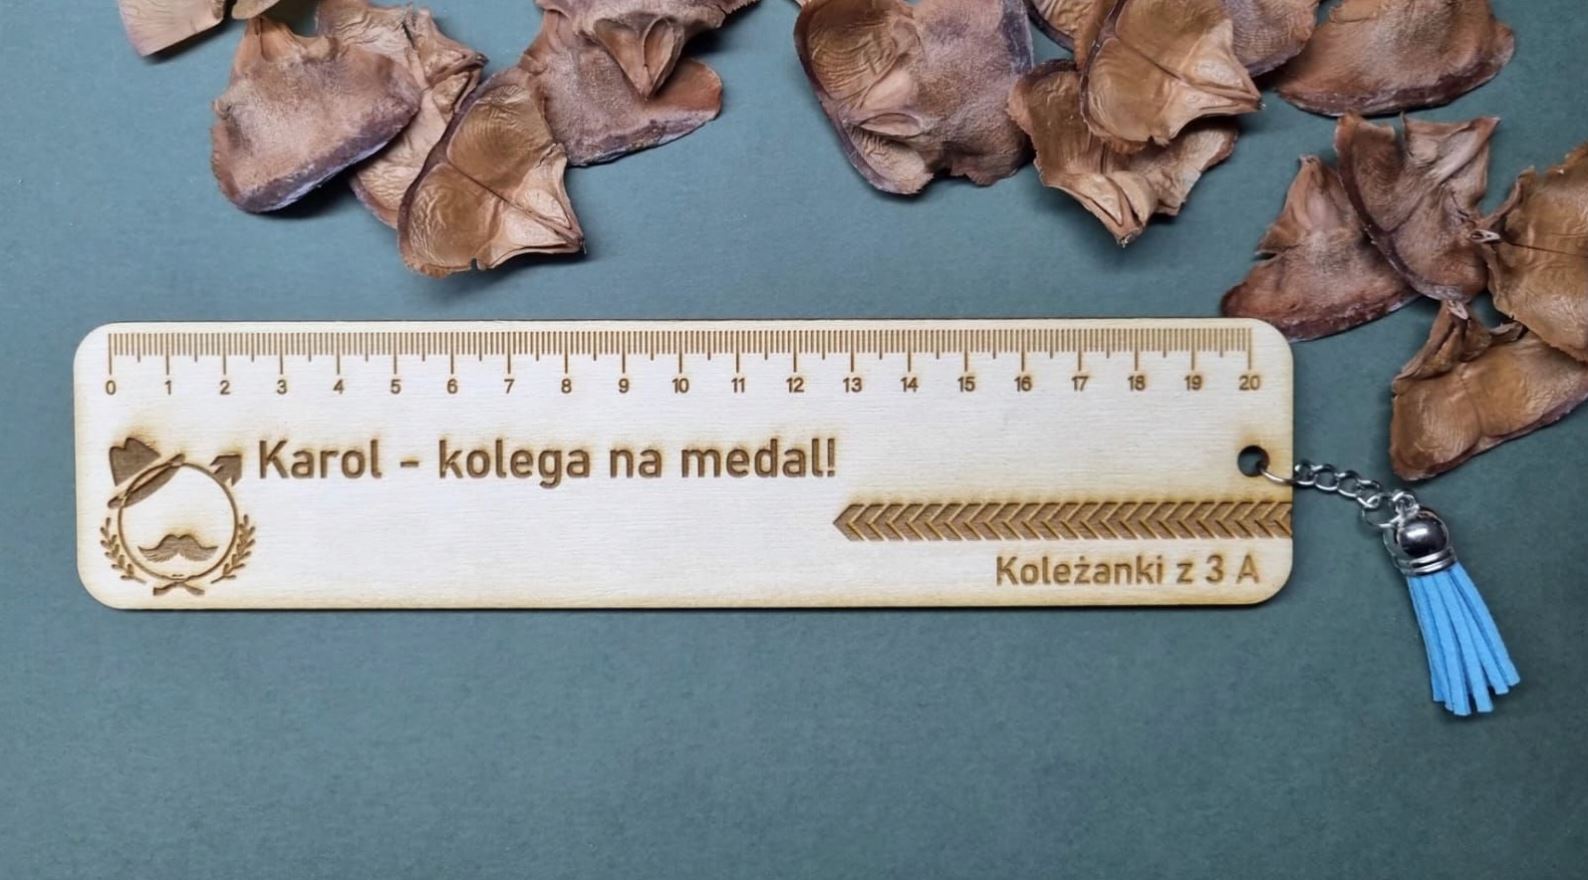 0 1 2 3 4 5 6 7 8 9 10 11 12 13 14 15 16 17 18 19 20
Karol - kolega na medal!
Koleżanki z 3 A